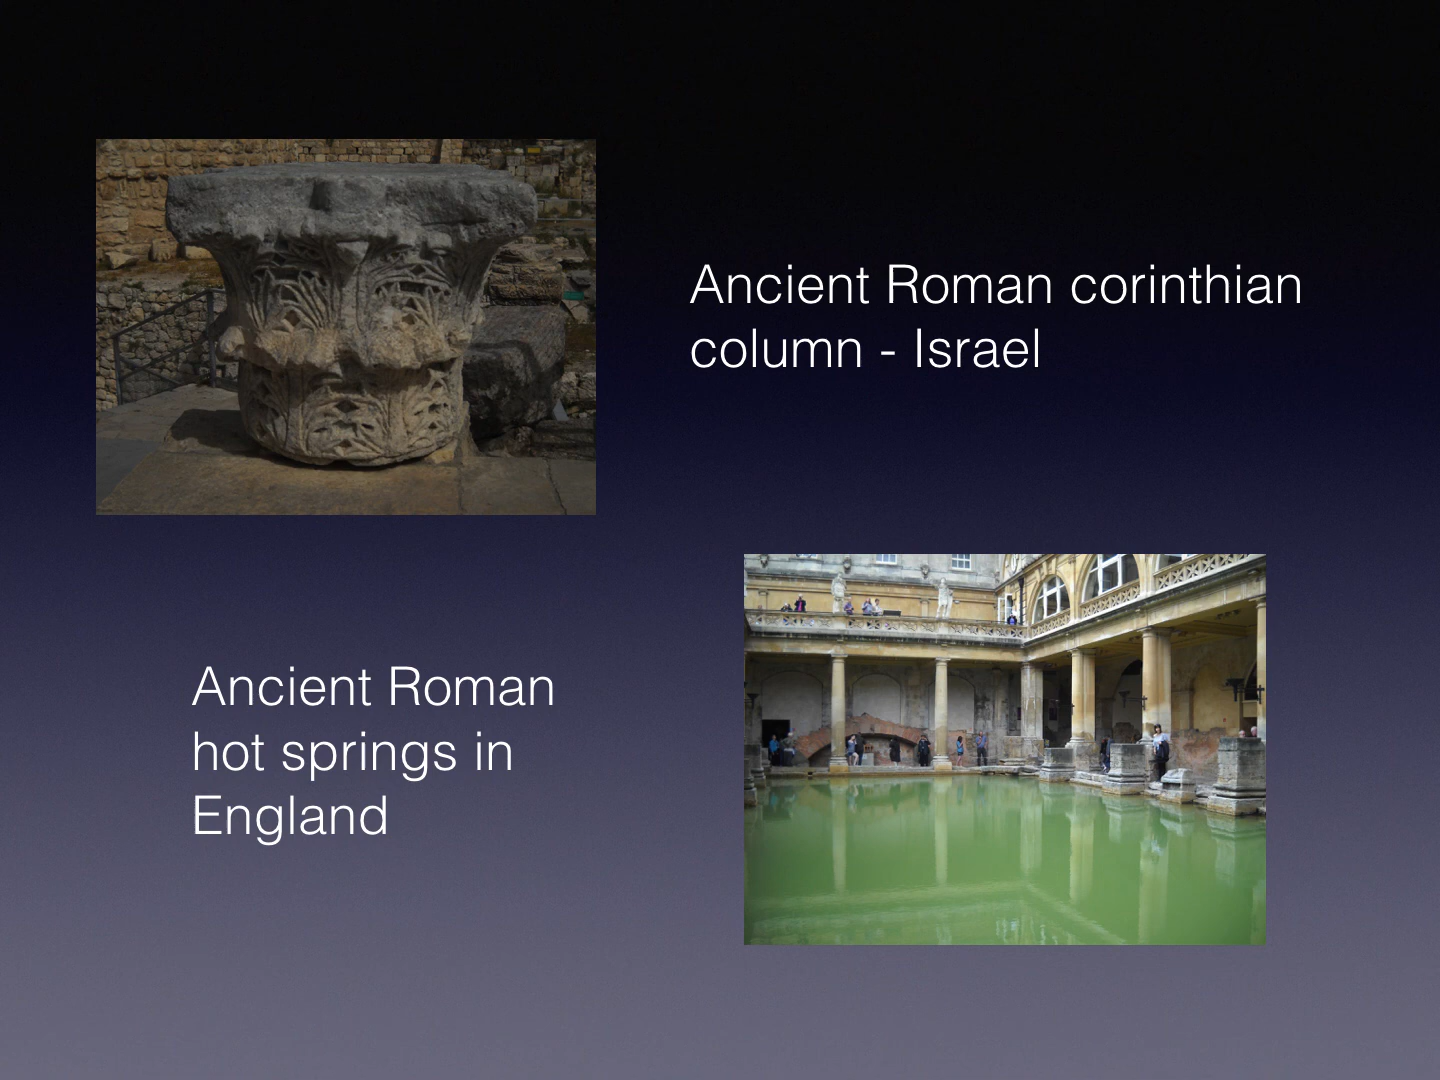 Ancient Roman corinthian
column - Israel
Ancient Roman
hot springs in
England